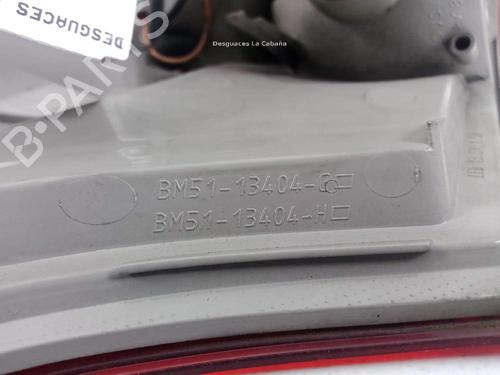 DESGUACES
Desguaces La Cabaña
B-PARTS
BM51-13404-G
BM51-13404-H